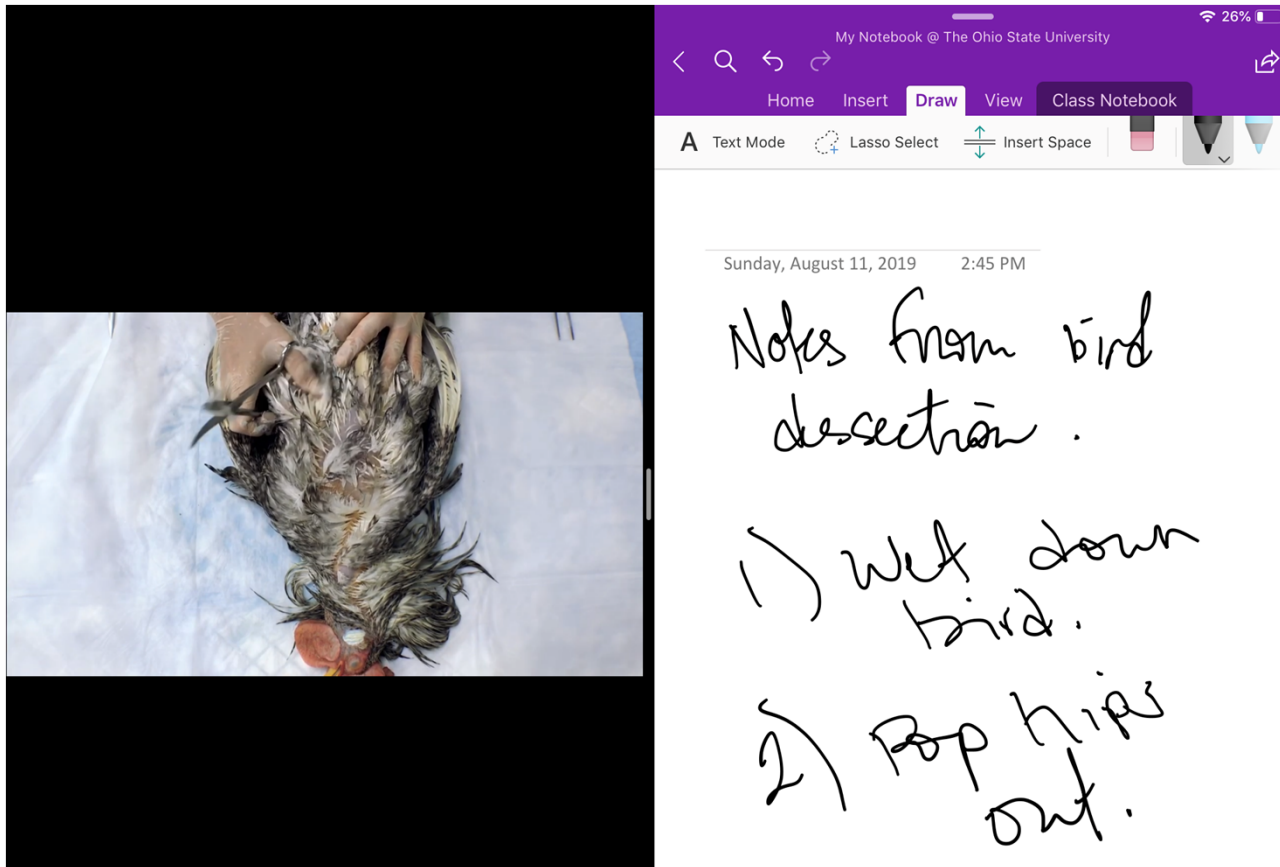 26%
My Notebook @ The Ohio State University
Home Insert Draw View Class Notebook
A Text Mode Lasso Select Insert Space
Sunday, August 11, 2019 2:45 PM
Notes from bird
dessection.
1) Wet down
bird.
2) Pop hips
out.